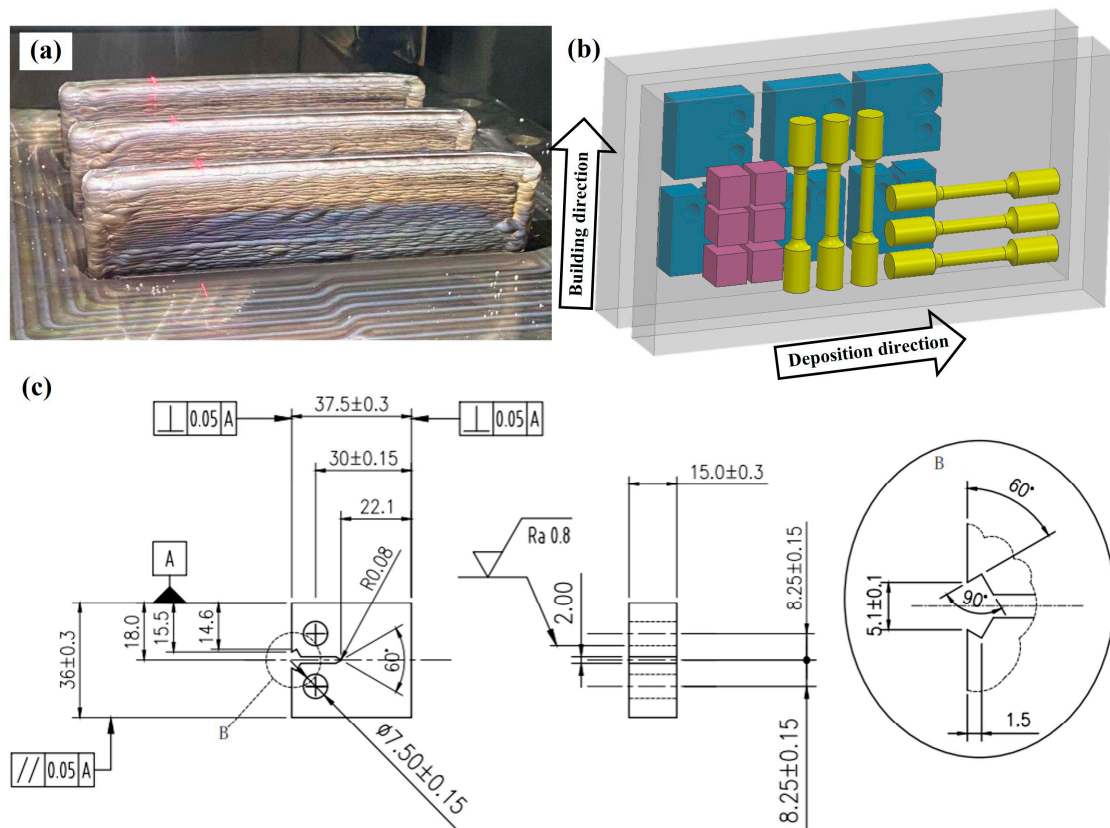 (a)
(b)
Building direction
Deposition direction
(c)
⊥ 0.05 A
37.5±0.3
⊥ 0.05 A
30±0.15
22.1
15.0±0.3
B
60°
A
R0.08
Ra 0.8
2.00
8.25±0.15
36±0.3
18.0
15.5
14.6
60°
5.1±0.1
90°
B
1.5
// 0.05 A
ø7.50±0.15
8.25±0.15